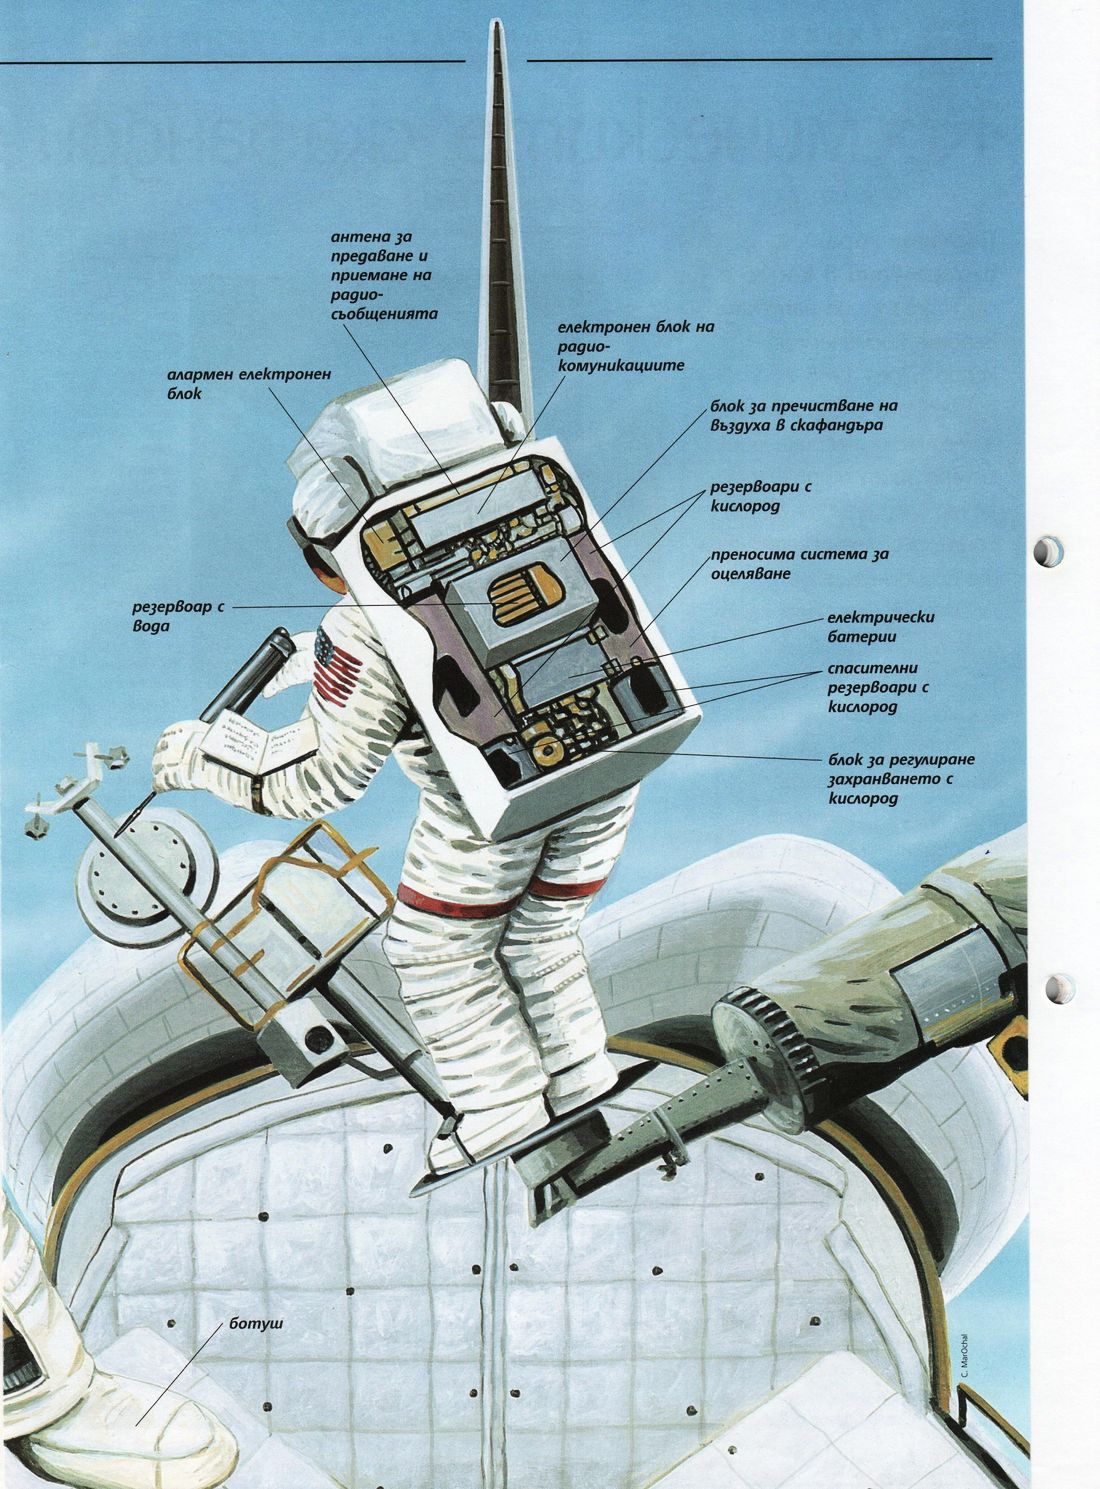 антена за
предаване и
приемане на
радио-
съобщенията
електронен блок на
радио-
комуникациите
алармен електронен
блок
блок за пречистване на
въздуха в скафандъра
резервоари с
кислород
преносима система за
оцеляване
резервоар с
вода
електрически
батерии
спасителни
резервоари с
кислород
блок за регулиране
захранването с
кислород
ботуш
C. MarOchal